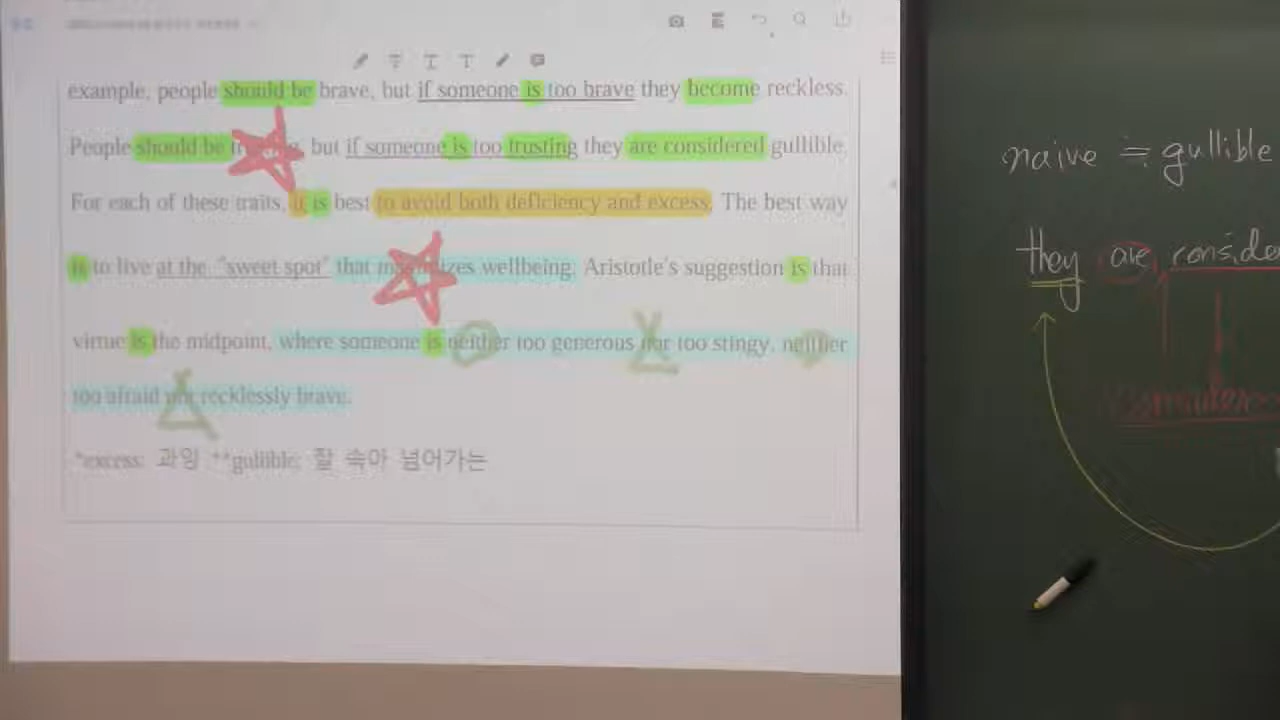 example, people should be brave, but if someone is too brave they become reckless.
People should be trusting, but if someone is too trusting they are considered gullible.
For each of these traits, it is best to avoid both deficiency and excess. The best way
is to live at the "sweet spot" that maximizes wellbeing. Aristotle's suggestion is that
virtue is the midpoint, where someone is neither too generous nor too stingy, neither
too afraid nor recklessly brave.
*excess: 과잉 **gullible: 잘 속아 넘어가는
naive ≒ gullible
they are conside